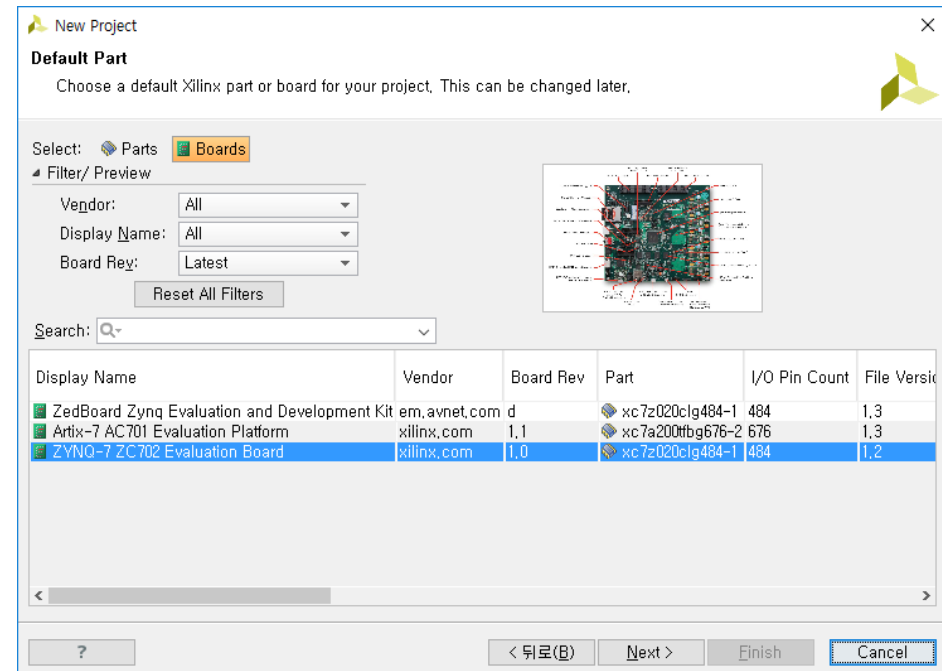 New Project
Default Part
Choose a default Xilinx part or board for your project. This can be changed later.
Select: Parts Boards
Filter/ Preview
Vendor: All
Display Name: All
Board Rev: Latest
Reset All Filters
Search:
Display Name Vendor Board Rev Part I/O Pin Count File Versio
ZedBoard Zynq Evaluation and Development Kit em.avnet.com d xc7z020clg484-1 484 1.3
Artix-7 AC701 Evaluation Platform xilinx.com 1.1 xc7a200tfbg676-2 676 1.3
ZYNQ-7 ZC702 Evaluation Board xilinx.com 1.0 xc7z020clg484-1 484 1.2
? < 뒤로(B) Next > Finish Cancel